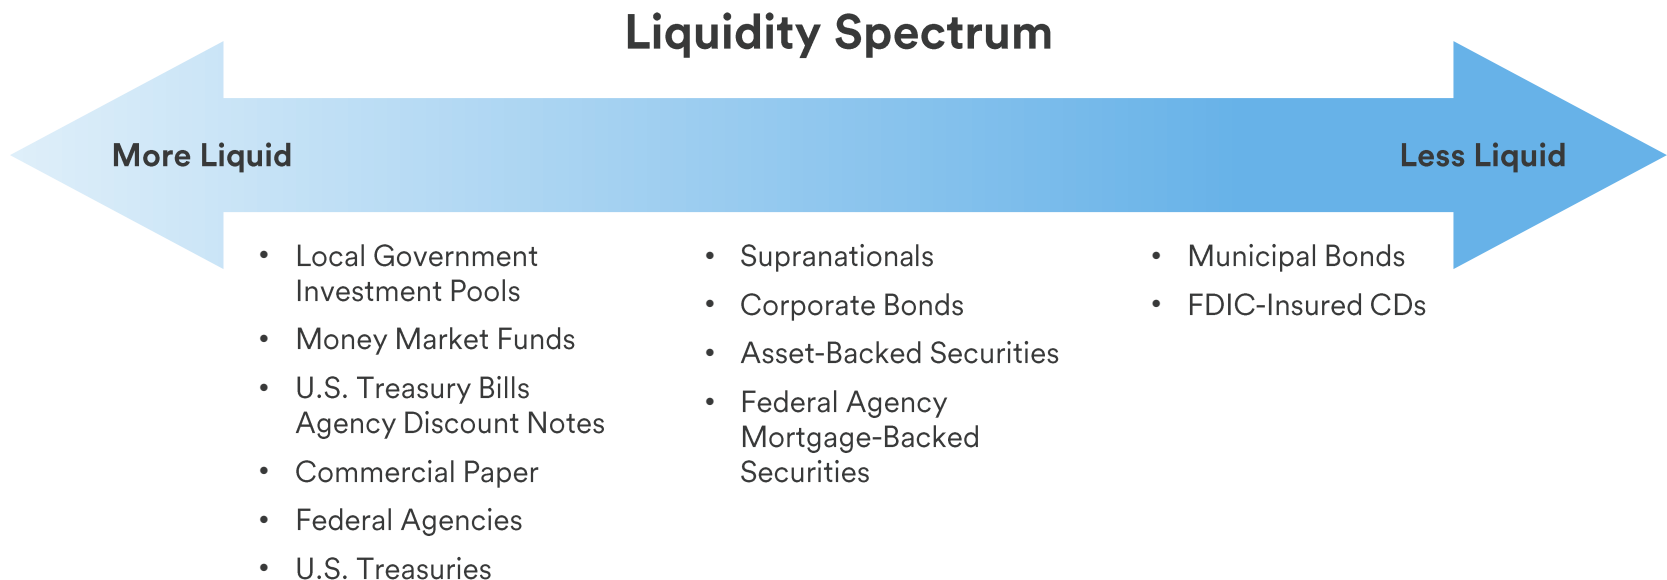 Liquidity Spectrum
More Liquid
Less Liquid
• Local Government
Investment Pools
• Money Market Funds
• U.S. Treasury Bills
Agency Discount Notes
• Commercial Paper
• Federal Agencies
• U.S. Treasuries
• Supranationals
• Corporate Bonds
• Asset-Backed Securities
• Federal Agency
Mortgage-Backed
Securities
• Municipal Bonds
• FDIC-Insured CDs